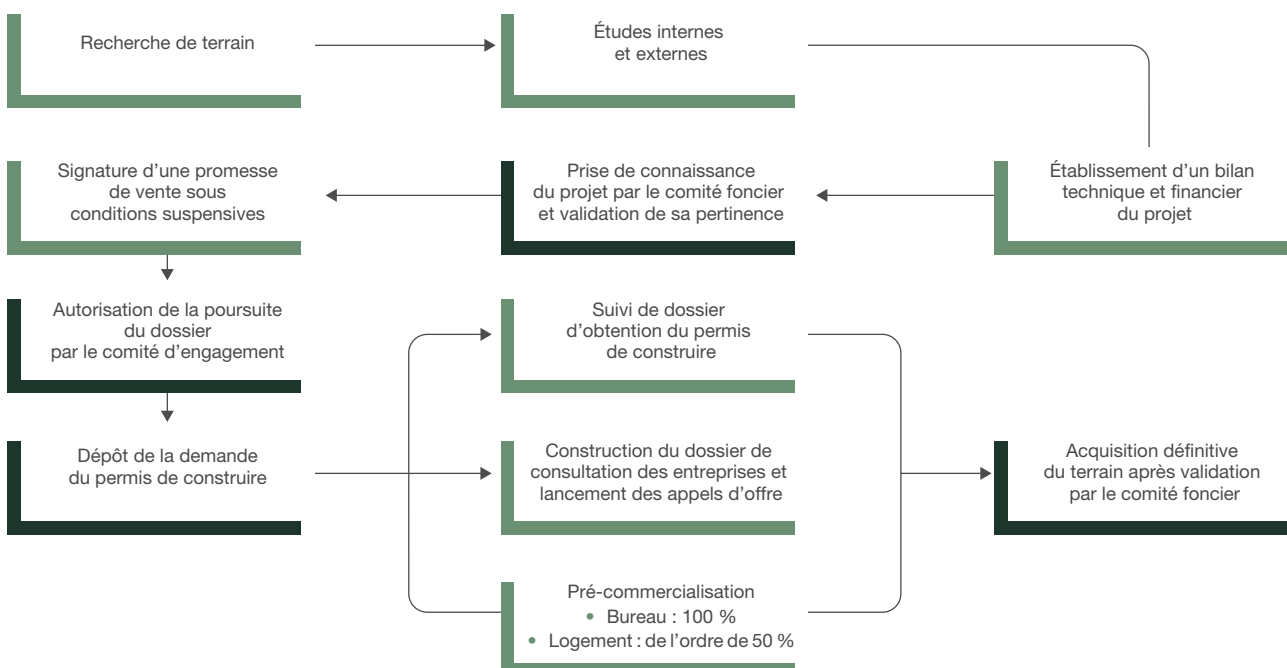 Recherche de terrain
Études internes
et externes
Signature d’une promesse
de vente sous
conditions suspensives
Prise de connaissance
du projet par le comité foncier
et validation de sa pertinence
Établissement d’un bilan
technique et financier
du projet
Autorisation de la poursuite
du dossier
par le comité d’engagement
Suivi de dossier
d’obtention du permis
de construire
Dépôt de la demande
du permis de construire
Construction du dossier de
consultation des entreprises et
lancement des appels d’offre
Acquisition définitive
du terrain après validation
par le comité foncier
Pré-commercialisation
• Bureau : 100 %
• Logement : de l’ordre de 50 %